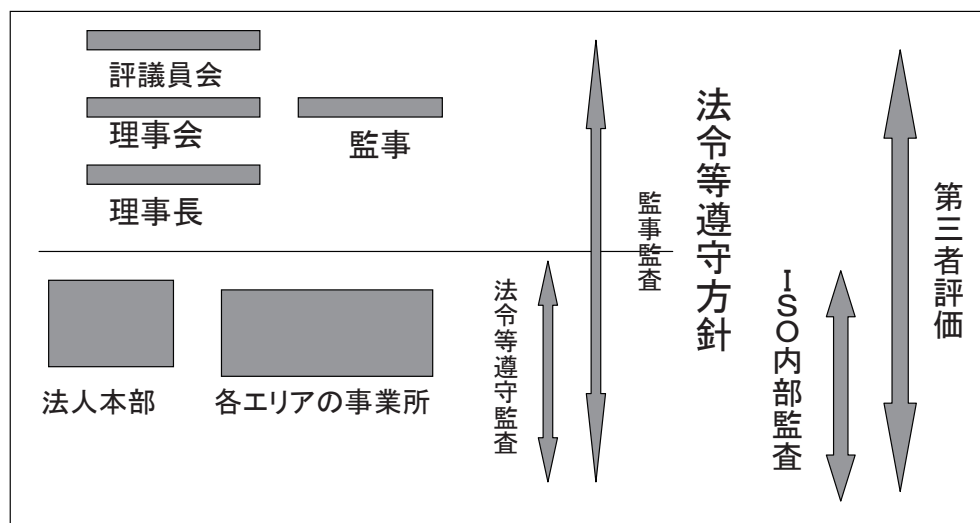 評議員会
理事会
監事
理事長
法人本部
各エリアの事業所
法令等遵守監査
監事監査
法令等遵守方針
ISO内部監査
第三者評価